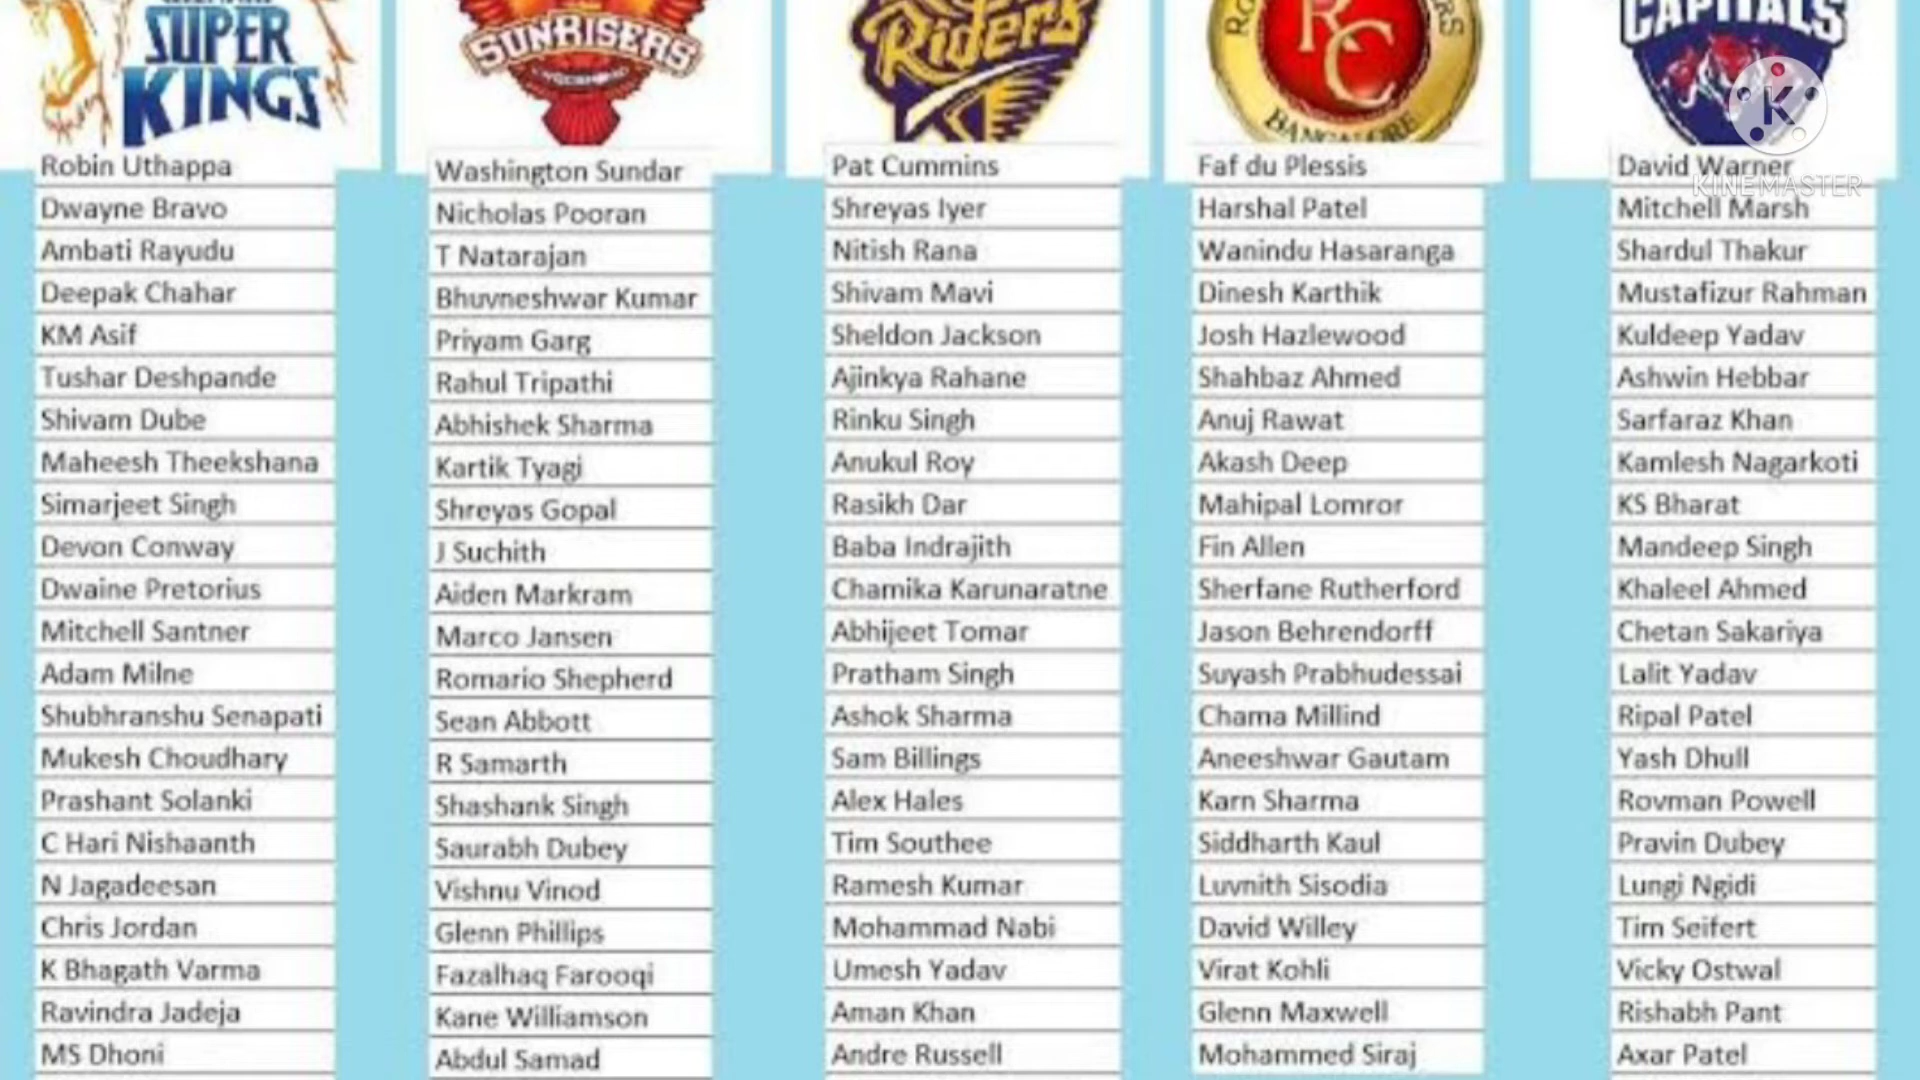 SUPER
KINGS
Robin Uthappa
Dwayne Bravo
Ambati Rayudu
Deepak Chahar
KM Asif
Tushar Deshpande
Shivam Dube
Maheesh Theekshana
Simarjeet Singh
Devon Conway
Dwaine Pretorius
Mitchell Santner
Adam Milne
Shubhranshu Senapati
Mukesh Choudhary
Prashant Solanki
C Hari Nishaanth
N Jagadeesan
Chris Jordan
K Bhagath Varma
Ravindra Jadeja
MS Dhoni
SUNRISERS
Washington Sundar
Nicholas Pooran
T Natarajan
Bhuvneshwar Kumar
Priyam Garg
Rahul Tripathi
Abhishek Sharma
Kartik Tyagi
Shreyas Gopal
J Suchith
Aiden Markram
Marco Jansen
Romario Shepherd
Sean Abbott
R Samarth
Shashank Singh
Saurabh Dubey
Vishnu Vinod
Glenn Phillips
Fazalhaq Farooqi
Kane Williamson
Abdul Samad
Riders
Pat Cummins
Shreyas Iyer
Nitish Rana
Shivam Mavi
Sheldon Jackson
Ajinkya Rahane
Rinku Singh
Anukul Roy
Rasikh Dar
Baba Indrajith
Chamika Karunaratne
Abhijeet Tomar
Pratham Singh
Ashok Sharma
Sam Billings
Alex Hales
Tim Southee
Ramesh Kumar
Mohammad Nabi
Umesh Yadav
Aman Khan
Andre Russell
RC
BANGALORE
Faf du Plessis
Harshal Patel
Wanindu Hasaranga
Dinesh Karthik
Josh Hazlewood
Shahbaz Ahmed
Anuj Rawat
Akash Deep
Mahipal Lomror
Fin Allen
Sherfane Rutherford
Jason Behrendorff
Suyash Prabhudessai
Chama Millind
Aneeshwar Gautam
Karn Sharma
Siddharth Kaul
Luvnith Sisodia
David Willey
Virat Kohli
Glenn Maxwell
Mohammed Siraj
CAPITALS
K
KINEMASTER
David Warner
Mitchell Marsh
Shardul Thakur
Mustafizur Rahman
Kuldeep Yadav
Ashwin Hebbar
Sarfaraz Khan
Kamlesh Nagarkoti
KS Bharat
Mandeep Singh
Khaleel Ahmed
Chetan Sakariya
Lalit Yadav
Ripal Patel
Yash Dhull
Rovman Powell
Pravin Dubey
Lungi Ngidi
Tim Seifert
Vicky Ostwal
Rishabh Pant
Axar Patel